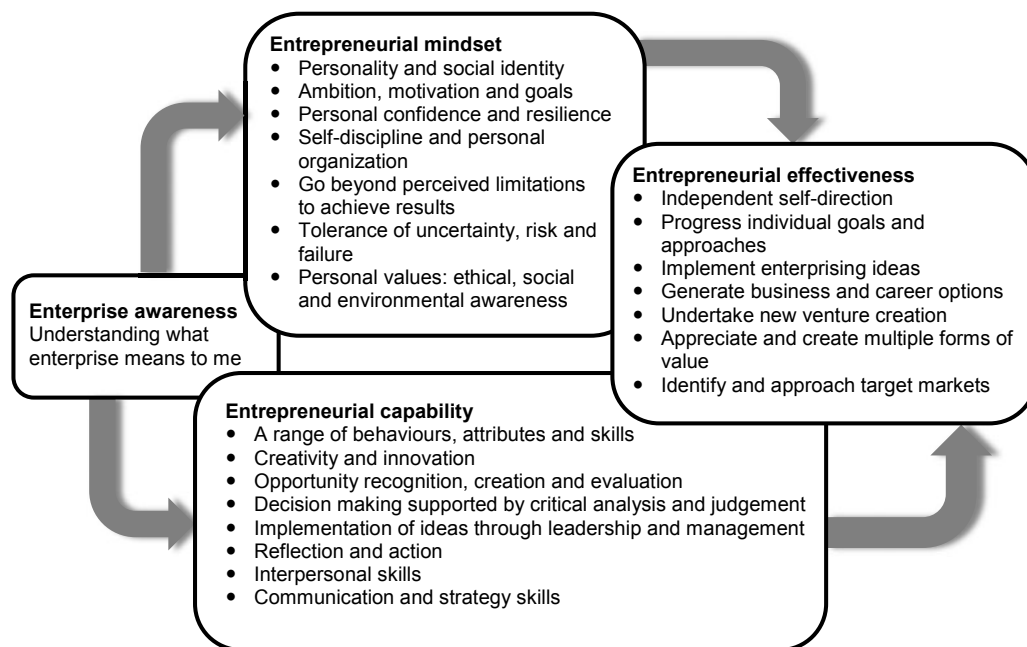 Entrepreneurial mindset
• Personality and social identity
• Ambition, motivation and goals
• Personal confidence and resilience
• Self-discipline and personal
organization
• Go beyond perceived limitations
to achieve results
• Tolerance of uncertainty, risk and
failure
• Personal values: ethical, social
and environmental awareness
Entrepreneurial effectiveness
• Independent self-direction
• Progress individual goals and
approaches
• Implement enterprising ideas
• Generate business and career options
• Undertake new venture creation
• Appreciate and create multiple forms of
value
• Identify and approach target markets
Enterprise awareness
Understanding what
enterprise means to me
Entrepreneurial capability
• A range of behaviours, attributes and skills
• Creativity and innovation
• Opportunity recognition, creation and evaluation
• Decision making supported by critical analysis and judgement
• Implementation of ideas through leadership and management
• Reflection and action
• Interpersonal skills
• Communication and strategy skills